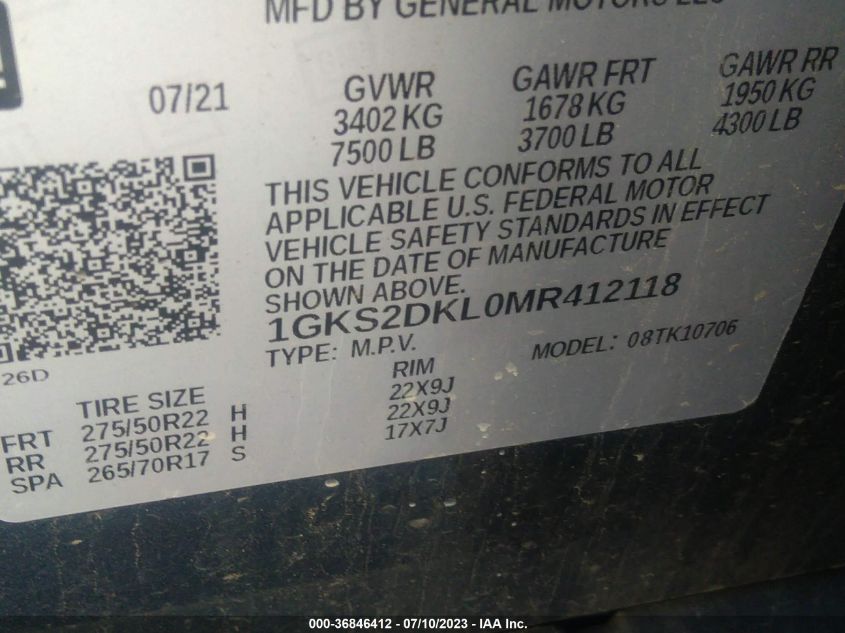 MFD BY GENERAL MOTORS LLC
07/21 GVWR GAWR FRT GAWR RR
3402 KG 1678 KG 1950 KG
7500 LB 3700 LB 4300 LB
THIS VEHICLE CONFORMS TO ALL
APPLICABLE U.S. FEDERAL MOTOR
VEHICLE SAFETY STANDARDS IN EFFECT
ON THE DATE OF MANUFACTURE
SHOWN ABOVE.
1GKS2DKL0MR412118
TYPE: M.P.V. MODEL: 08TK10706
26D
TIRE SIZE RIM
FRT 275/50R22 H 22X9J
RR 275/50R22 H 22X9J
SPA 265/70R17 S 17X7J
000-36846412 - 07/10/2023 - IAA Inc.